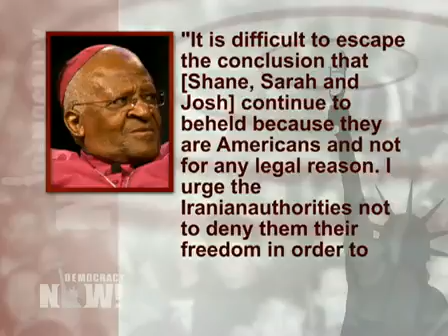 "It is difficult to escape
the conclusion that
[Shane, Sarah and
Josh] continue to
beheld because they
are Americans and not
for any legal reason. I
urge the
Iranianauthorities not
to deny them their
freedom in order to
DEMOCRACY
NOW!